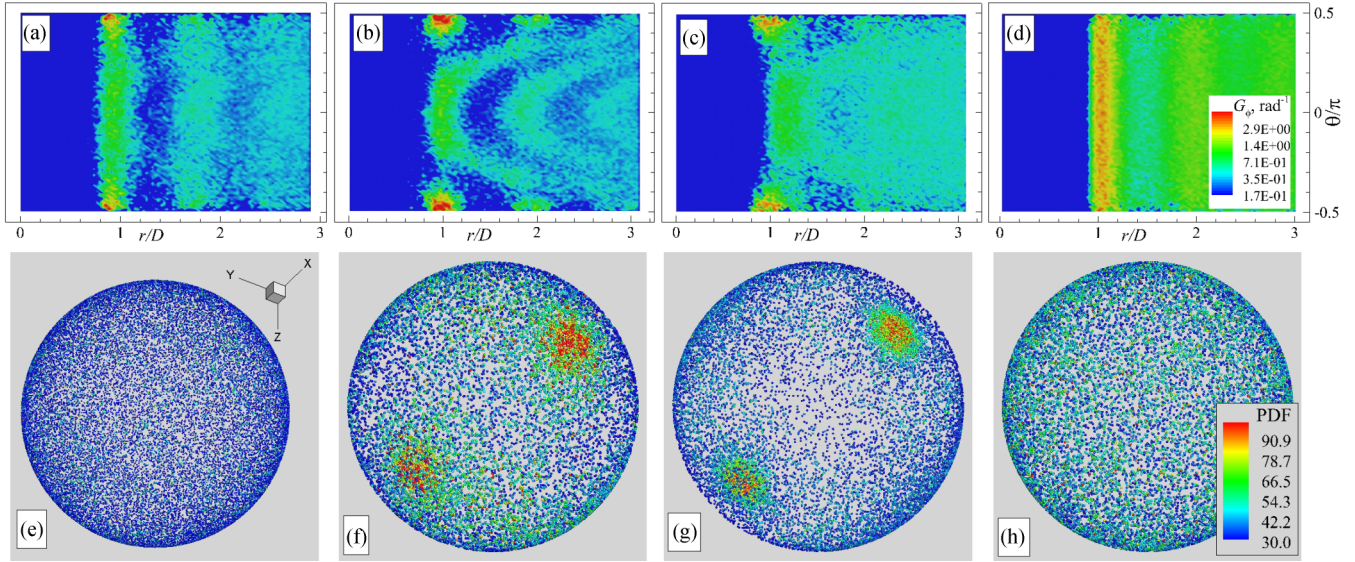 (a)
(b)
(c)
(d)
0.5
0
-0.5
θ/π
G_φ, rad⁻¹
2.9E+00
1.4E+00
7.1E-01
3.5E-01
1.7E-01
0 1 r/D 2 3
0 1 r/D 2 3
0 1 r/D 2 3
0 1 r/D 2 3
X
Y
Z
(e)
(f)
(g)
(h)
PDF
90.9
78.7
66.5
54.3
42.2
30.0